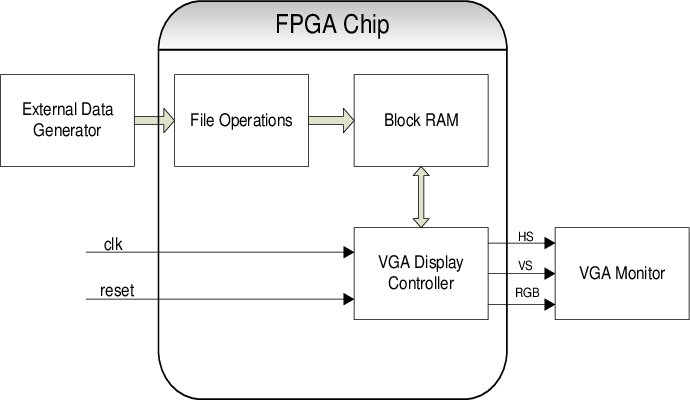 FPGA Chip
External Data
Generator
File Operations
Block RAM
clk
reset
VGA Display
Controller
HS
VS
RGB
VGA Monitor